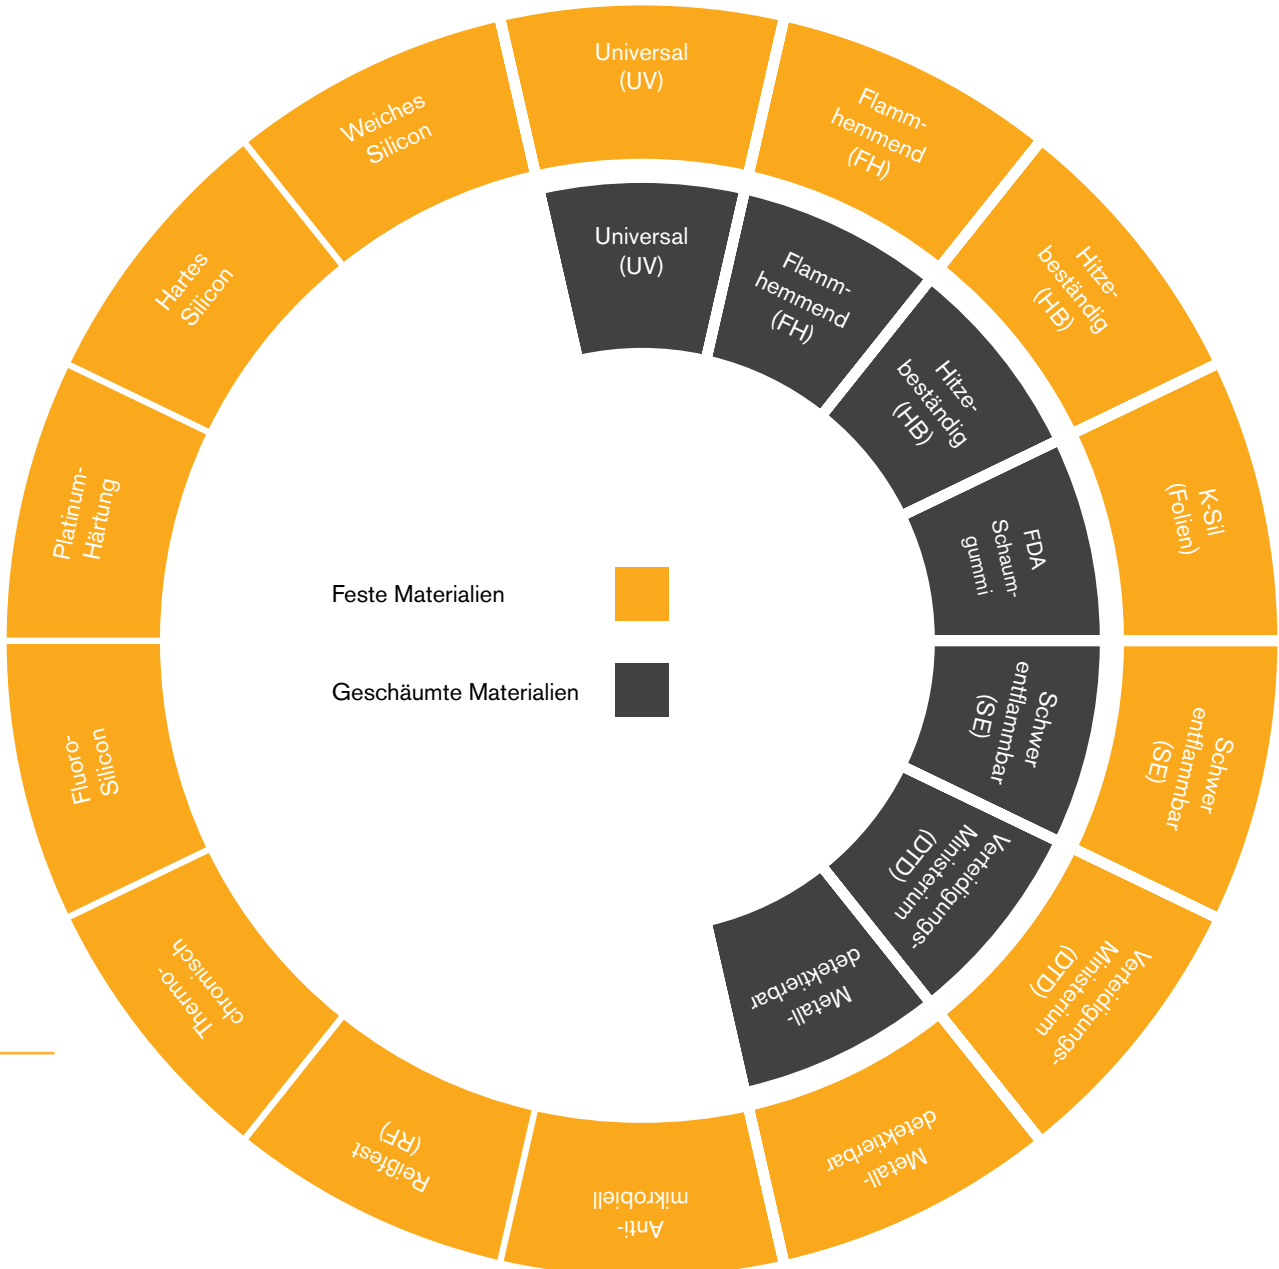 Universal
(UV)
Flamm-
hemmend
(FH)
Hitze-
beständig
(HB)
K-Sil
(Folien)
Schwer
entflammbar
(SE)
Verteidigungs-
Ministerium
(DTD)
Metall-
detektierbar
Anti-
mikrobiell
Reißfest
(RF)
Thermo-
chromisch
Fluoro-
Silicon
Platinum-
Härtung
Hartes
Silicon
Weiches
Silicon
Universal
(UV)
Flamm-
hemmend
(FH)
Hitze-
beständig
(HB)
FDA
Schaum-
gummi
Schwer
entflammbar
(SE)
Verteidigungs-
Ministerium
(DTD)
Metall-
detektierbar
Feste Materialien
Geschäumte Materialien